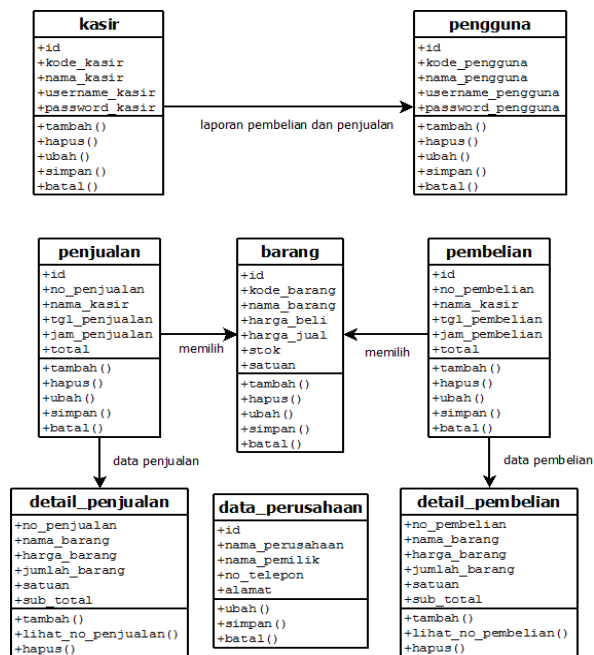 kasir
+id
+kode_kasir
+nama_kasir
+username_kasir
+password_kasir
+tambah()
+hapus()
+ubah()
+simpan()
+batal()
laporan pembelian dan penjualan
pengguna
+id
+kode_pengguna
+nama_pengguna
+username_pengguna
+password_pengguna
+tambah()
+hapus()
+ubah()
+simpan()
+batal()
penjualan
+id
+no_penjualan
+nama_kasir
+tgl_penjualan
+jam_penjualan
+total
+tambah()
+hapus()
+ubah()
+simpan()
+batal()
memilih
barang
+id
+kode_barang
+nama_barang
+harga_beli
+harga_jual
+stok
+satuan
+tambah()
+hapus()
+ubah()
+simpan()
+batal()
memilih
pembelian
+id
+no_pembelian
+nama_kasir
+tgl_pembelian
+jam_pembelian
+total
+tambah()
+hapus()
+ubah()
+simpan()
+batal()
data penjualan
data pembelian
detail_penjualan
+no_penjualan
+nama_barang
+harga_barang
+jumlah_barang
+satuan
+sub_total
+tambah()
+lihat_no_penjualan()
+hapus()
data_perusahaan
+id
+nama_perusahaan
+nama_pemilik
+no_telepon
+alamat
+ubah()
+simpan()
+batal()
detail_pembelian
+no_pembelian
+nama_barang
+harga_barang
+jumlah_barang
+satuan
+sub_total
+tambah()
+lihat_no_pembelian()
+hapus()